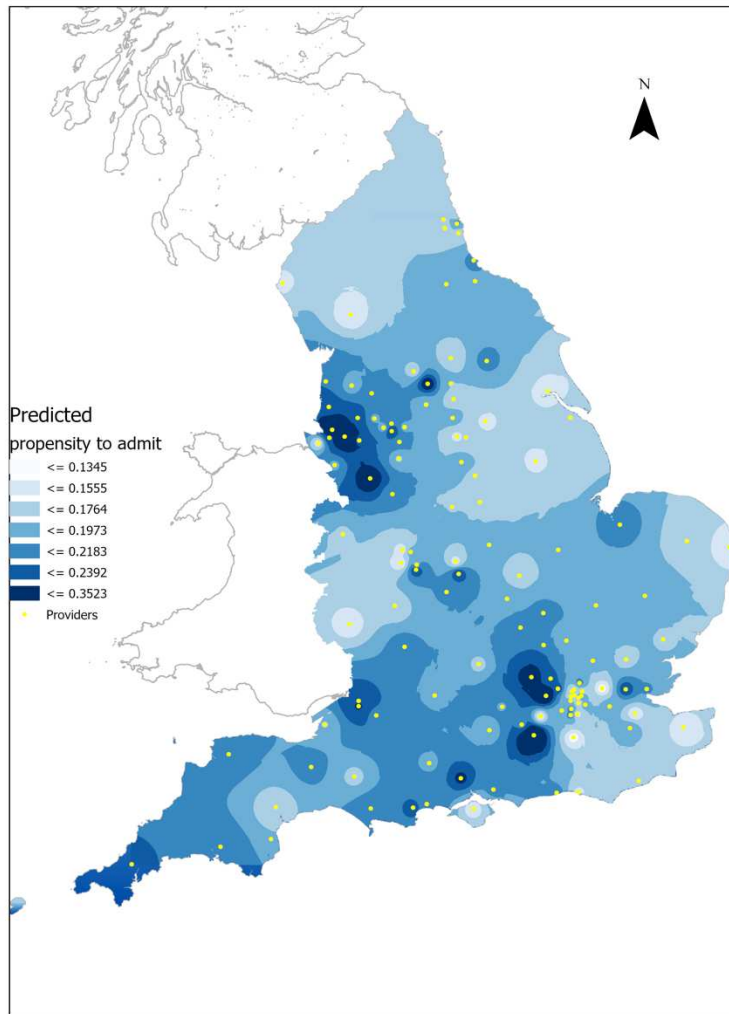 N
Predicted
propensity to admit
<= 0.1345
<= 0.1555
<= 0.1764
<= 0.1973
<= 0.2183
<= 0.2392
<= 0.3523
Providers